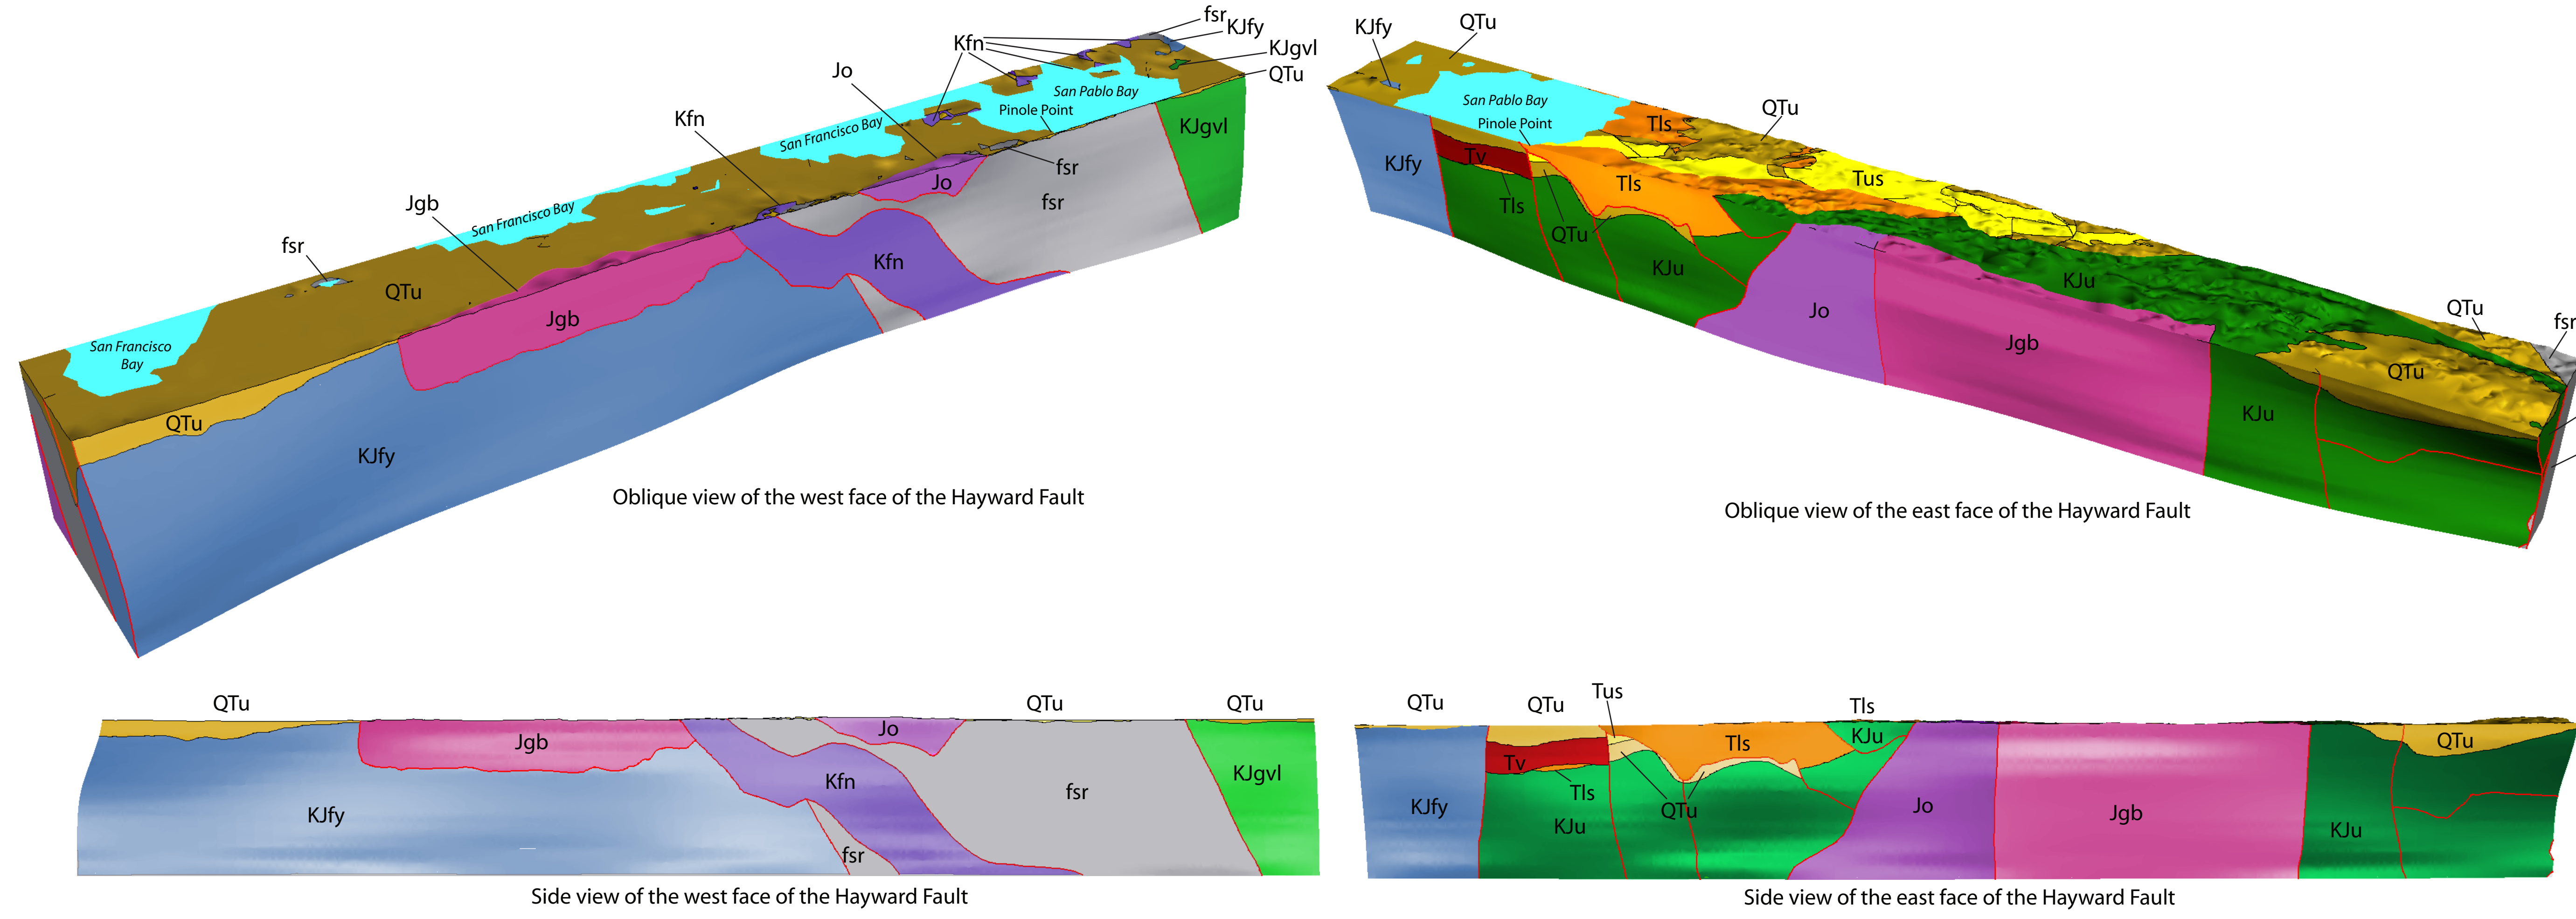 fsr
KJfy
Kfn
KJgvl
QTu
Jo
San Pablo Bay
Pinole Point
Kfn
San Francisco Bay
KJgvl
fsr
Jo
fsr
Jgb
San Francisco Bay
fsr
Kfn
QTu
Jgb
San Francisco
Bay
QTu
KJfy
Oblique view of the west face of the Hayward Fault
KJfy
QTu
San Pablo Bay
Pinole Point
QTu
Tls
KJfy
Tv
Tls
Tus
Tls
QTu
KJu
KJu
Jo
Jgb
QTu
fsr
QTu
KJu
Oblique view of the east face of the Hayward Fault
QTu
QTu
QTu
Jgb
Jo
Kfn
KJgvl
fsr
KJfy
fsr
Side view of the west face of the Hayward Fault
QTu
QTu
Tus
Tls
Tls
KJu
QTu
Tv
Tls
KJfy
QTu
KJu
Jo
Jgb
KJu
Side view of the east face of the Hayward Fault